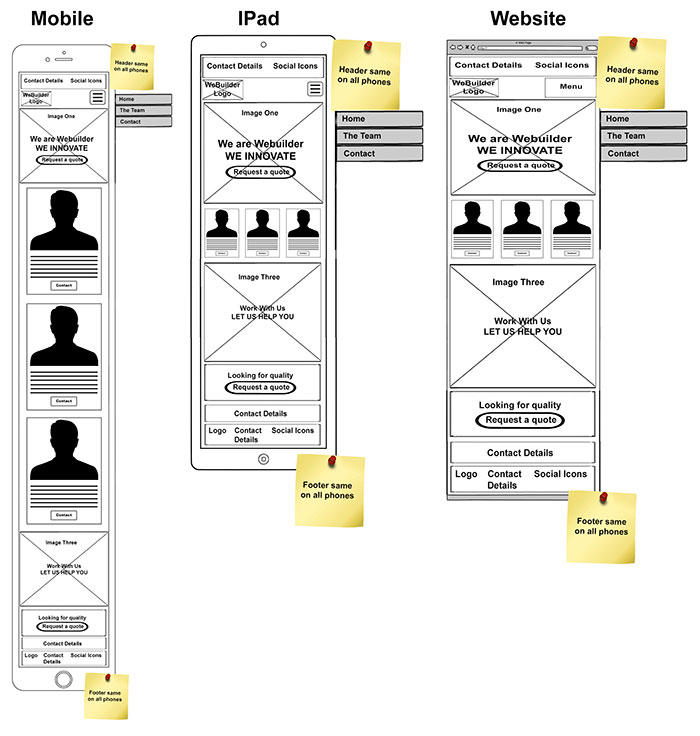 Mobile
Header same
on all phones
Contact Details Social Icons
WeBuilder
Logo
Home
The Team
Contact
Image One
We are Webuilder
WE INNOVATE
Request a quote
Contact
Contact
Contact
Image Three
Work With Us
LET US HELP YOU
Looking for quality
Request a quote
Contact Details
Logo Contact Social Icons
Details
Footer same
on all phones
IPad
Header same
on all phones
Contact Details Social Icons
WeBuilder
Logo
Home
The Team
Contact
Image One
We are Webuilder
WE INNOVATE
Request a quote
Image Three
Work With Us
LET US HELP YOU
Looking for quality
Request a quote
Contact Details
Logo Contact Social Icons
Details
Footer same
on all phones
Website
Header same
on all phones
Contact Details Social Icons
WeBuilder
Logo
Menu
Home
The Team
Contact
Image One
We are Webuilder
WE INNOVATE
Request a quote
Image Three
Work With Us
LET US HELP YOU
Looking for quality
Request a quote
Contact Details
Logo Contact Social Icons
Details
Footer same
on all phones